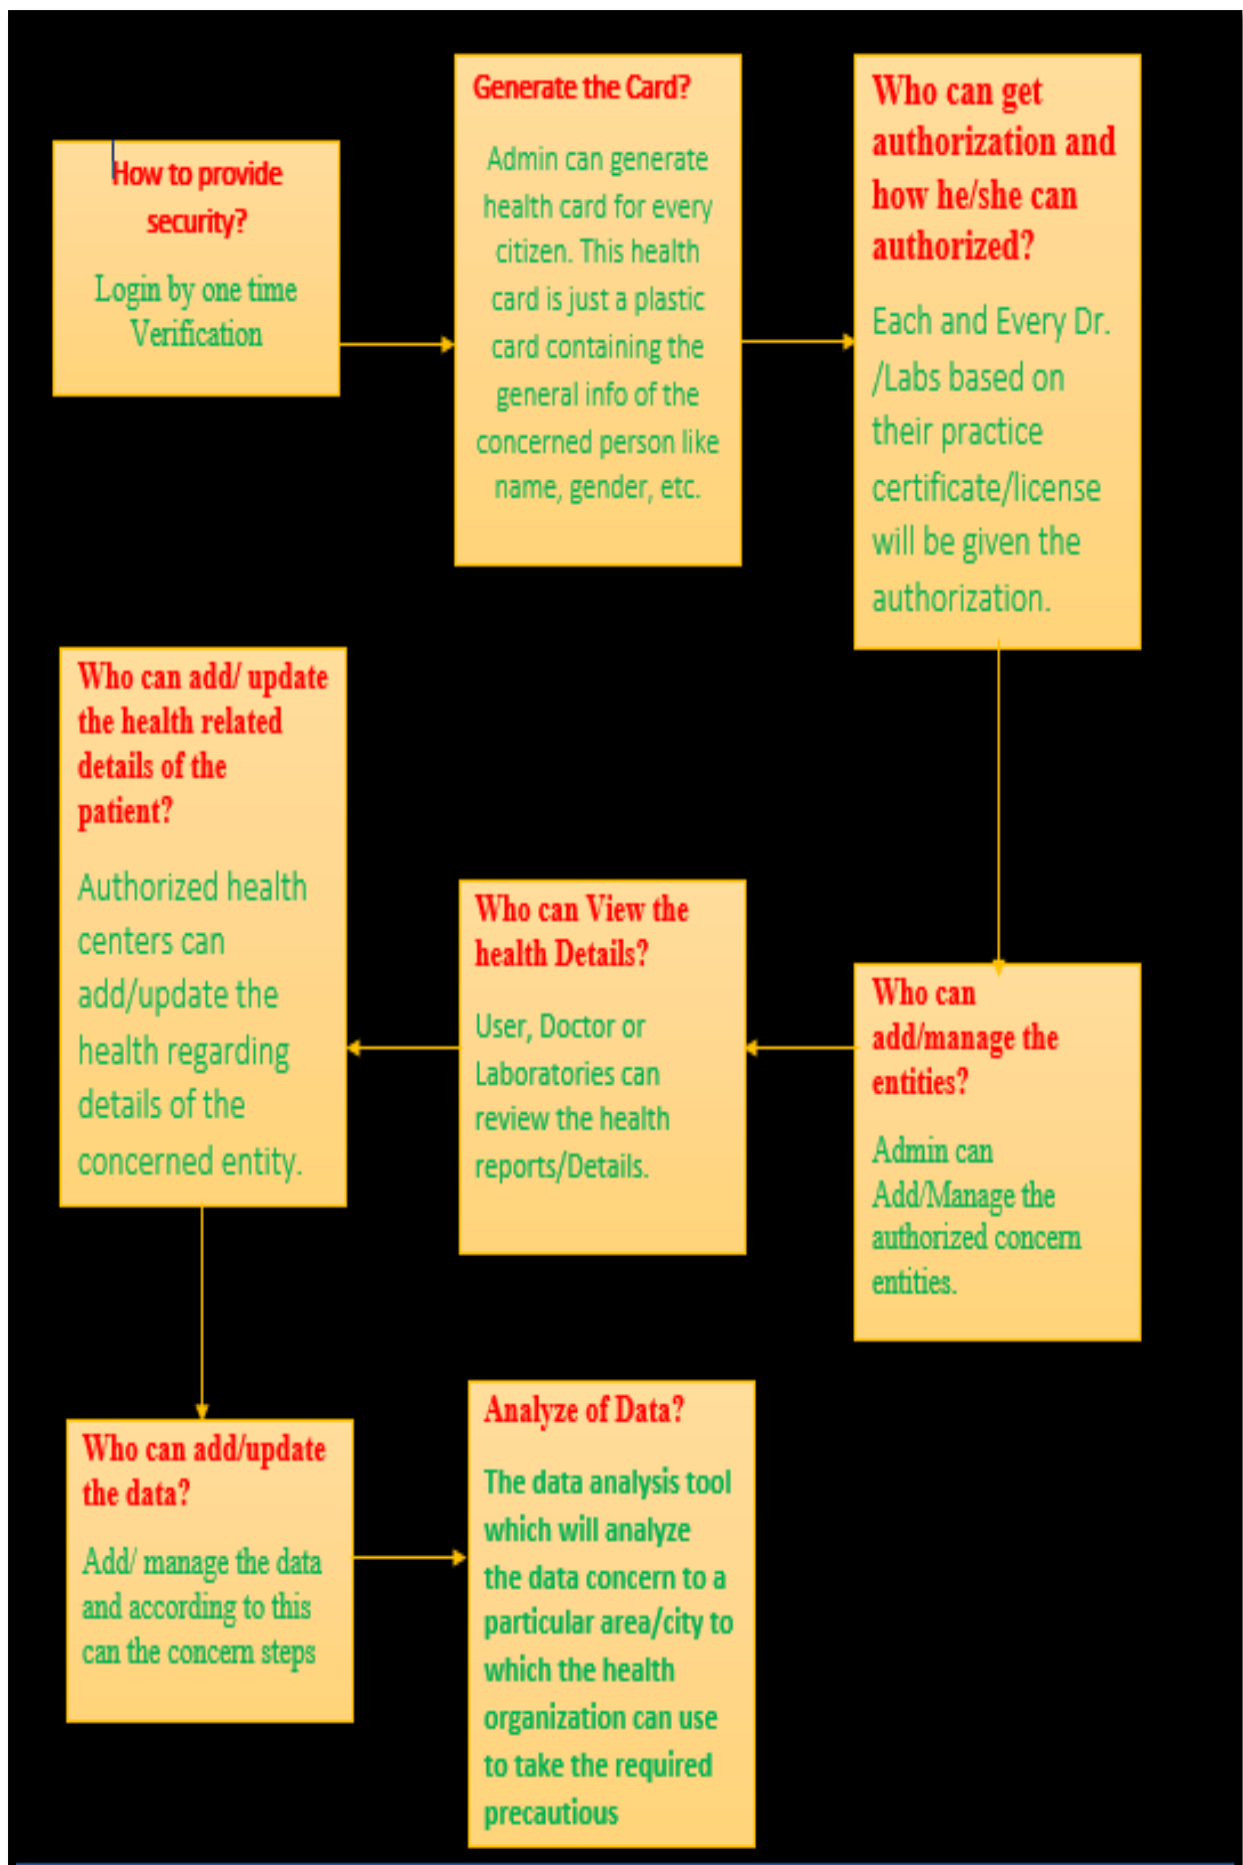 How to provide
security?
Login by one time
Verification
Generate the Card?
Admin can generate
health card for every
citizen. This health
card is just a plastic
card containing the
general info of the
concerned person like
name, gender, etc.
Who can get
authorization and
how he/she can
authorized?
Each and Every Dr.
/Labs based on
their practice
certificate/license
will be given the
authorization.
Who can
add/manage the
entities?
Admin can
Add/Manage the
authorized concern
entities.
Who can View the
health Details?
User, Doctor or
Laboratories can
review the health
reports/Details.
Who can add/ update
the health related
details of the
patient?
Authorized health
centers can
add/update the
health regarding
details of the
concerned entity.
Who can add/update
the data?
Add/ manage the data
and according to this
can the concern steps
Analyze of Data?
The data analysis tool
which will analyze
the data concern to a
particular area/city to
which the health
organization can use
to take the required
precautious